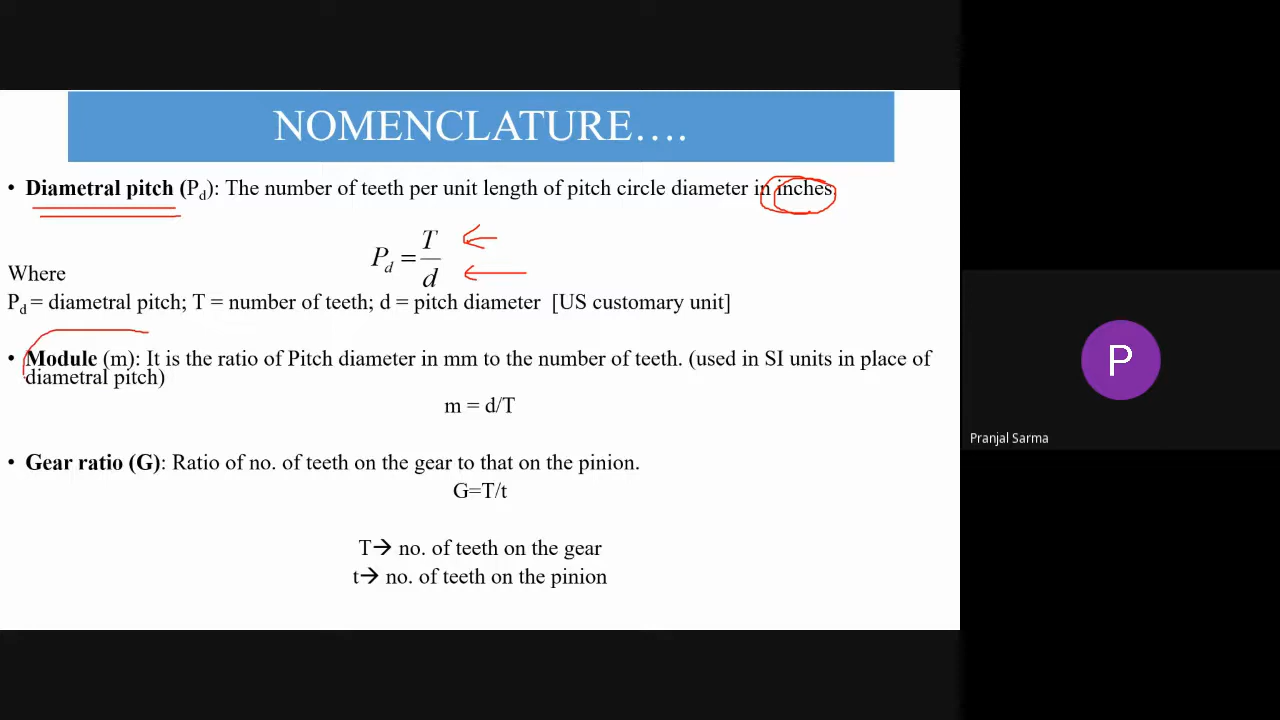 NOMENCLATURE....
• Diametral pitch (Pd): The number of teeth per unit length of pitch circle diameter in inches
Pd = T/d
Where
Pd = diametral pitch; T = number of teeth; d = pitch diameter [US customary unit]
• Module (m): It is the ratio of Pitch diameter in mm to the number of teeth. (used in SI units in place of
diametral pitch)
m = d/T
• Gear ratio (G): Ratio of no. of teeth on the gear to that on the pinion.
G=T/t
T→ no. of teeth on the gear
t→ no. of teeth on the pinion
P
Pranjal Sarma